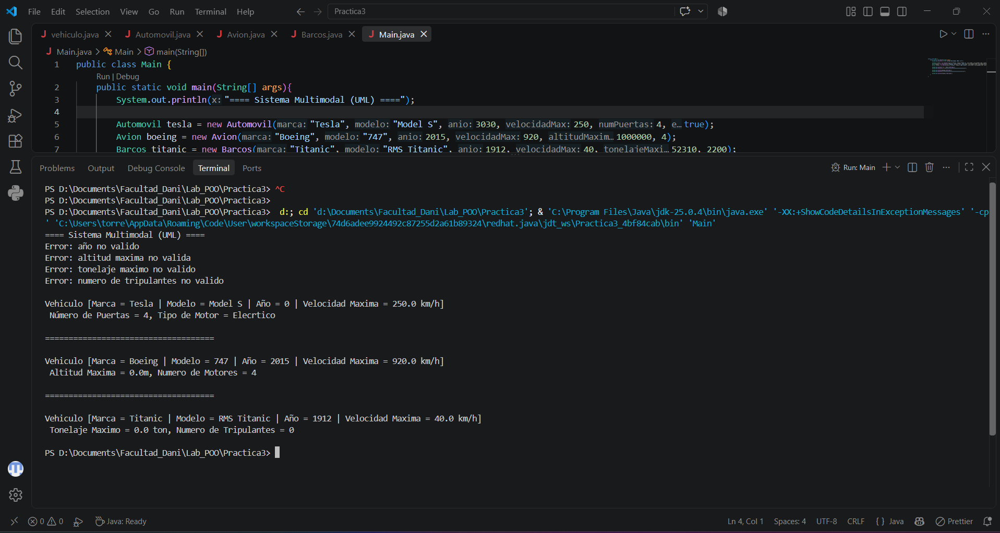 File Edit Selection View Go Run Terminal Help
Practica3
vehiculo.java Automovil.java Avion.java Barcos.java Main.java
Main.java > Main > main(String[])
1 public class Main {
Run | Debug
2 public static void main(String[] args){
3 System.out.println(x: "==== Sistema Multimodal (UML) ====");
4
5 Automovil tesla = new Automovil(marca: "Tesla", modelo: "Model S", anio: 3030, velocidadMax: 250, numPuertas: 4, e… true);
6 Avion boeing = new Avion(marca: "Boeing", modelo: "747", anio: 2015, velocidadMax: 920, altitudMaxim… 1000000, 4);
7 Barcos titanic = new Barcos(marca: "Titanic", modelo: "RMS Titanic", anio: 1912, velocidadMax: 40, tonelajeMaxi… 52310, 2200);
Problems Output Debug Console Terminal Ports
Run: Main
PS D:\Documents\Facultad_Dani\Lab_POO\Practica3> ^C
PS D:\Documents\Facultad_Dani\Lab_POO\Practica3>
PS D:\Documents\Facultad_Dani\Lab_POO\Practica3>  d:; cd 'd:\Documents\Facultad_Dani\Lab_POO\Practica3'; & 'C:\Program Files\Java\jdk-25.0.4\bin\java.exe' '-XX:+ShowCodeDetailsInExceptionMessages' '-cp
' 'C:\Users\torre\AppData\Roaming\Code\User\workspaceStorage\74d6adee9924492c87255d2a61b89324\redhat.java\jdt_ws\Practica3_4bf84cab\bin' 'Main'
==== Sistema Multimodal (UML) ====
Error: año no valido
Error: altitud maxima no valida
Error: tonelaje maximo no valido
Error: numero de tripulantes no valido
Vehiculo [Marca = Tesla | Modelo = Model S | Año = 0 | Velocidad Maxima = 250.0 km/h]
Número de Puertas = 4, Tipo de Motor = Elecrtico
====================================
Vehiculo [Marca = Boeing | Modelo = 747 | Año = 2015 | Velocidad Maxima = 920.0 km/h]
Altitud Maxima = 0.0m, Numero de Motores = 4
====================================
Vehiculo [Marca = Titanic | Modelo = RMS Titanic | Año = 1912 | Velocidad Maxima = 40.0 km/h]
Tonelaje Maximo = 0.0 ton, Numero de Tripulantes = 0
PS D:\Documents\Facultad_Dani\Lab_POO\Practica3>
0 0 Java: Ready Ln 4, Col 1 Spaces: 4 UTF-8 CRLF { } Java Prettier